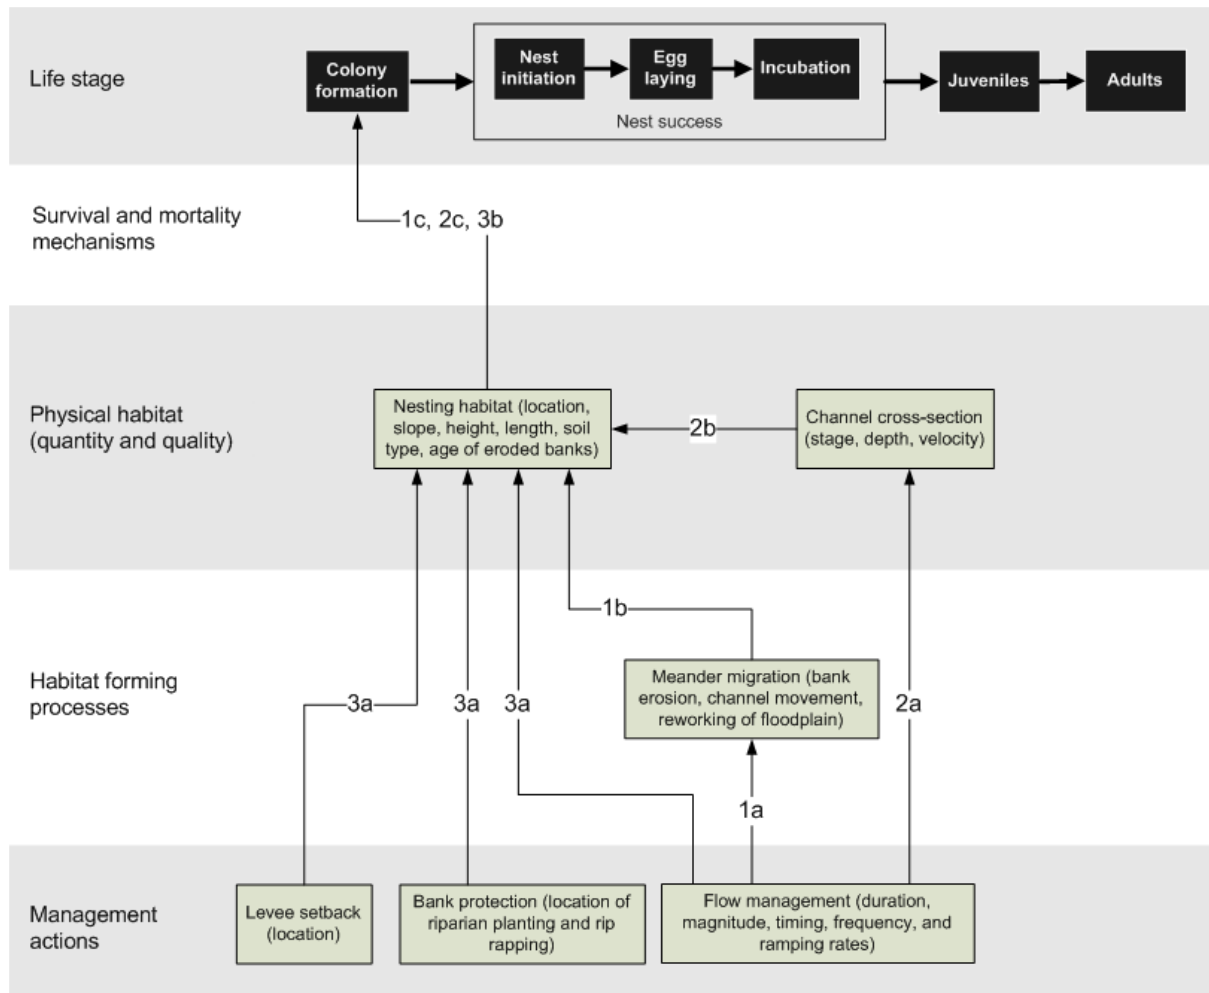 Life stage
Colony
formation
Nest
initiation
Egg
laying
Incubation
Nest success
Juveniles
Adults
Survival and mortality
mechanisms
1c, 2c, 3b
Physical habitat
(quantity and quality)
Nesting habitat (location,
slope, height, length, soil
type, age of eroded banks)
2b
Channel cross-section
(stage, depth, velocity)
Habitat forming
processes
1b
Meander migration (bank
erosion, channel movement,
reworking of floodplain)
3a
3a
3a
2a
1a
Management
actions
Levee setback
(location)
Bank protection (location of
riparian planting and rip
rapping)
Flow management (duration,
magnitude, timing, frequency, and
ramping rates)